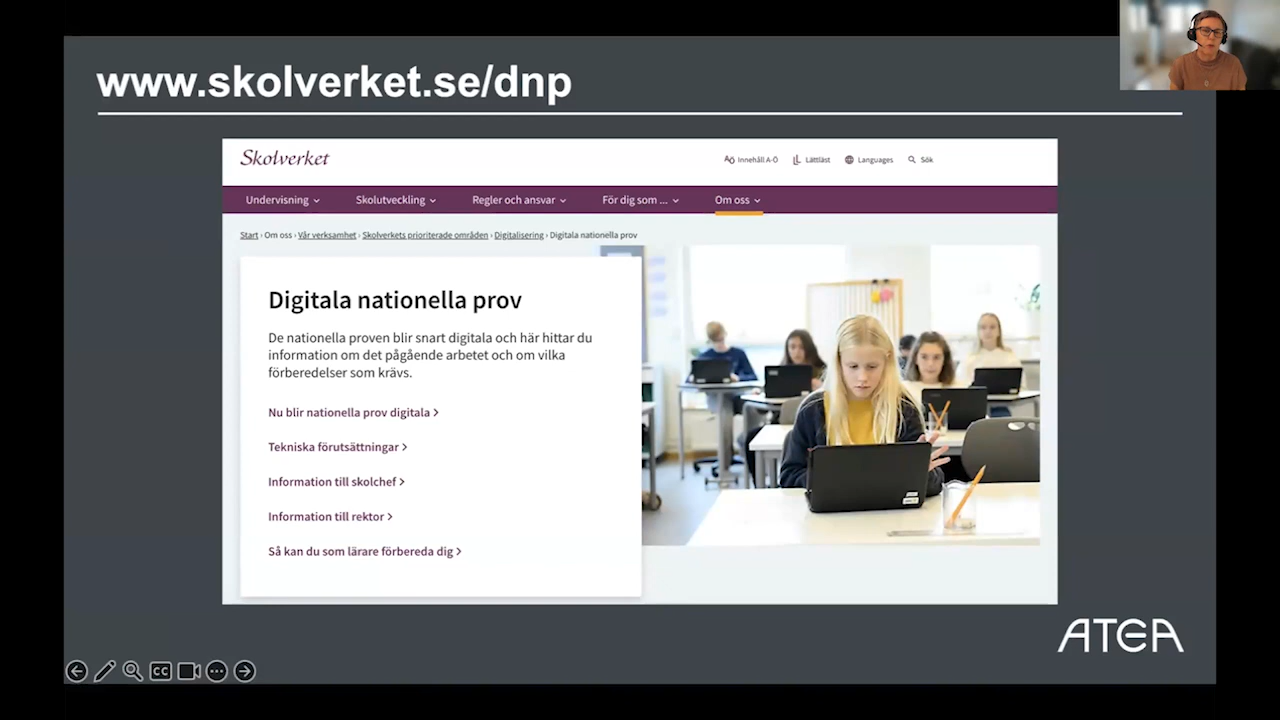 www.skolverket.se/dnp
Skolverket
Innehåll A-Ö
Lättläst
Languages
Sök
Undervisning
Skolutveckling
Regler och ansvar
För dig som ...
Om oss
Start › Om oss › Vår verksamhet › Skolverkets prioriterade områden › Digitalisering › Digitala nationella prov
Digitala nationella prov
De nationella proven blir snart digitala och här hittar du
information om det pågående arbetet och om vilka
förberedelser som krävs.
Nu blir nationella prov digitala
Tekniska förutsättningar
Information till skolchef
Information till rektor
Så kan du som lärare förbereda dig
ATEA
CC